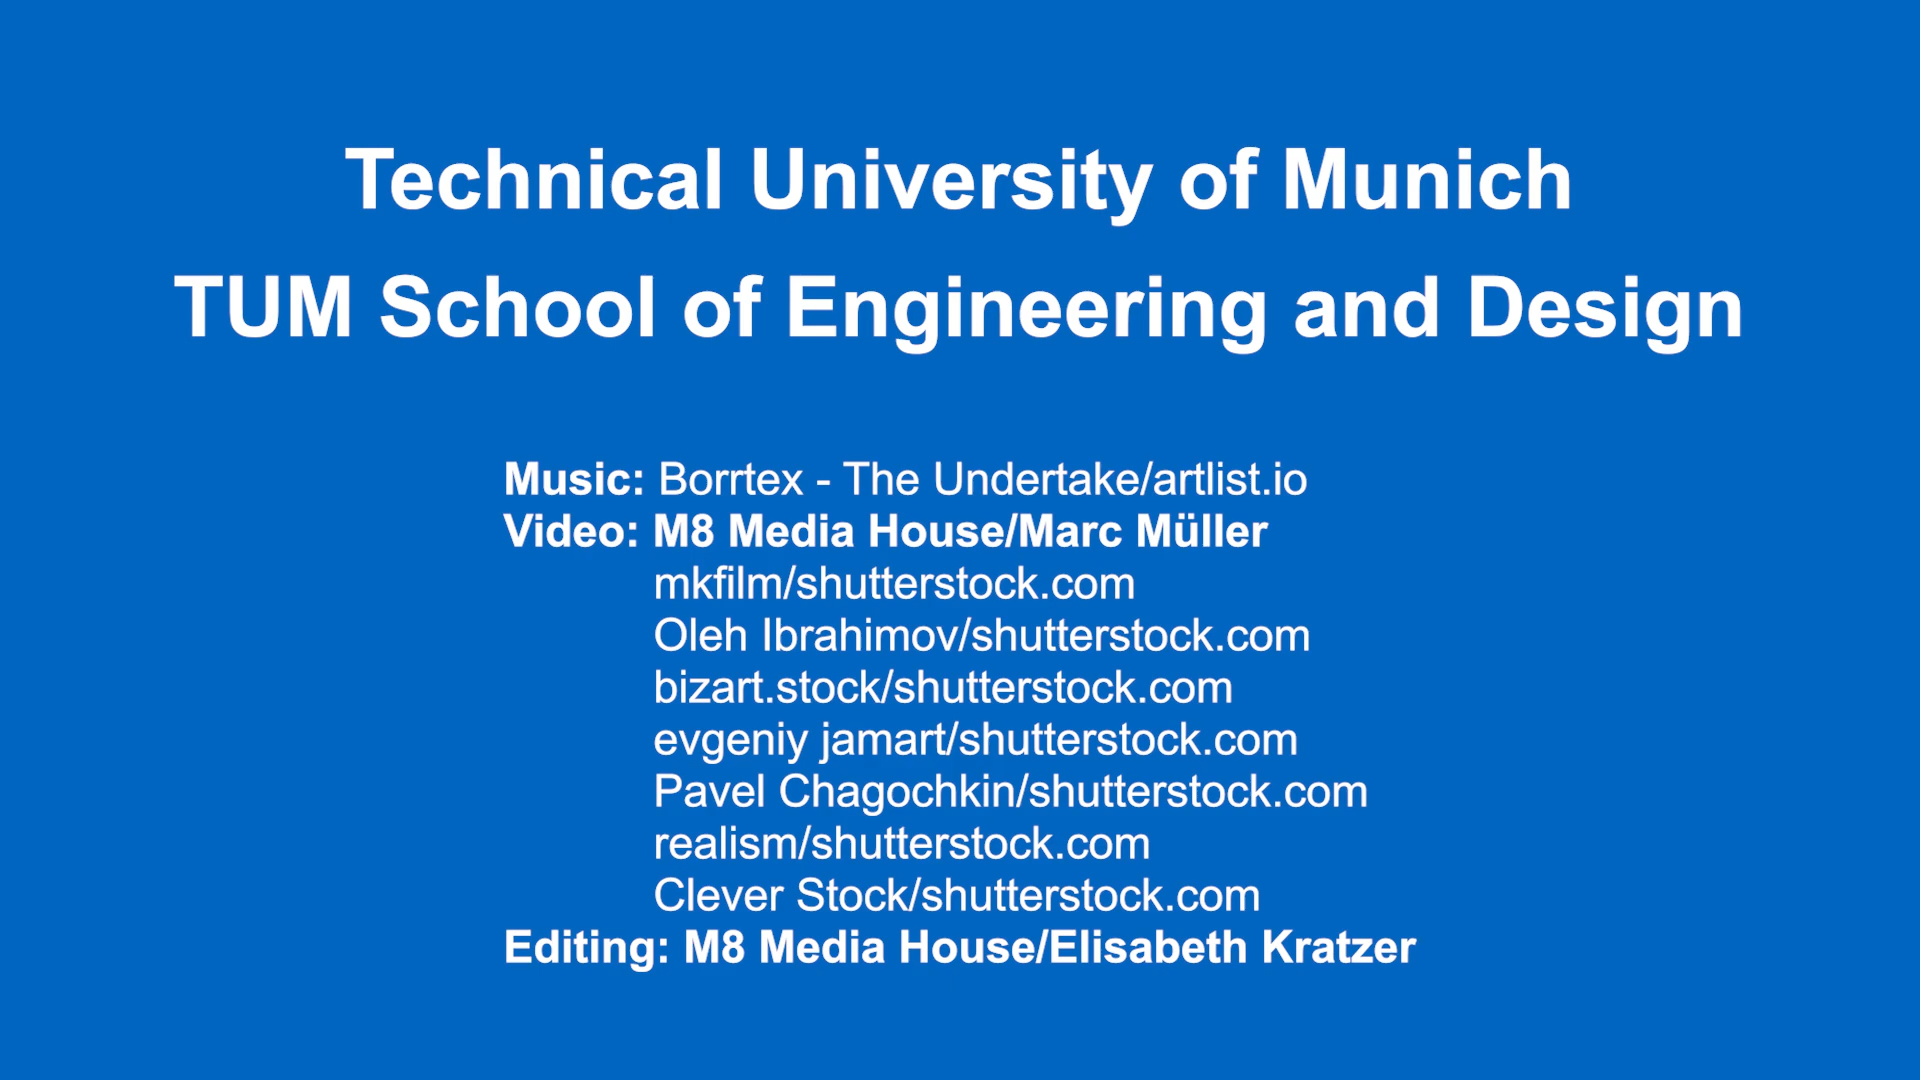 Technical University of Munich
TUM School of Engineering and Design
Music: Borrtex - The Undertake/artlist.io
Video: M8 Media House/Marc Müller
mkfilm/shutterstock.com
Oleh Ibrahimov/shutterstock.com
bizart.stock/shutterstock.com
evgeniy jamart/shutterstock.com
Pavel Chagochkin/shutterstock.com
realism/shutterstock.com
Clever Stock/shutterstock.com
Editing: M8 Media House/Elisabeth Kratzer